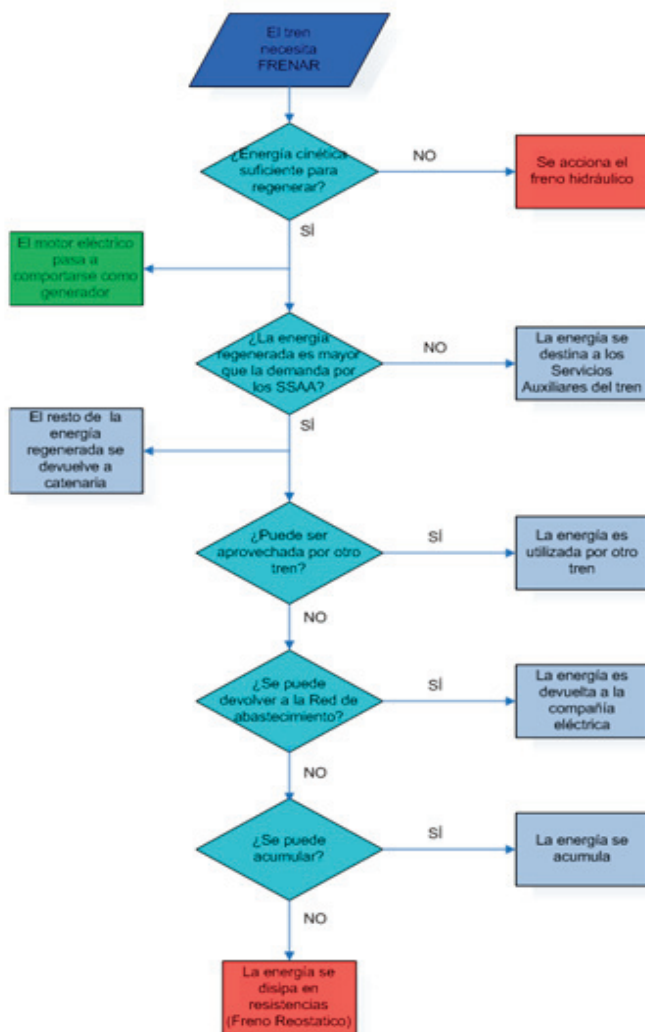 El tren
necesita
FRENAR
¿Energía cinética
suficiente para
regenerar?
NO
Se acciona el
freno hidráulico
SÍ
El motor eléctrico
pasa a
comportarse como
generador
¿La energía
regenerada es mayor
que la demanda por
los SSAA?
NO
La energía se
destina a los
Servicios
Auxiliares del tren
El resto de la
energía
regenerada se
devuelve a
catenaria
SÍ
¿Puede ser
aprovechada por otro
tren?
SÍ
La energía es
utilizada por otro
tren
NO
¿Se puede
devolver a la Red de
abastecimiento?
SÍ
La energía es
devuelta a la
compañía
eléctrica
NO
¿Se puede
acumular?
SÍ
La energía se
acumula
NO
La energía se
disipa en
resistencias
(Freno Reostatico)